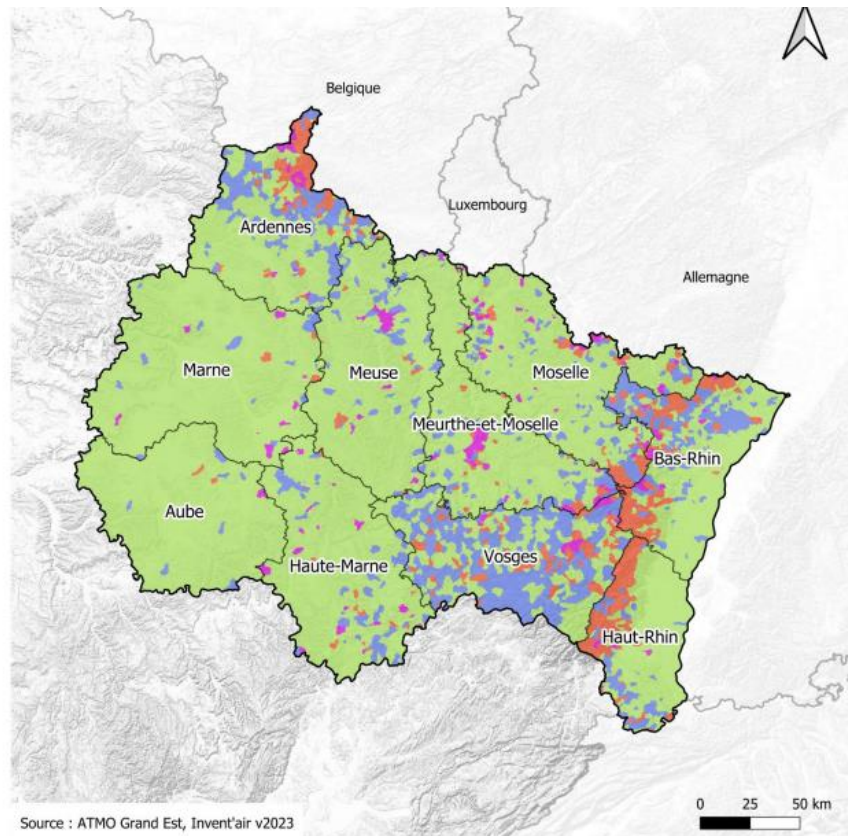 Belgique
Luxembourg
Ardennes
Allemagne
Marne
Meuse
Moselle
Meurthe-et-Moselle
Bas-Rhin
Aube
Vosges
Haute-Marne
Haut-Rhin
Source : ATMO Grand Est, Invent'air v2023
0 25 50 km